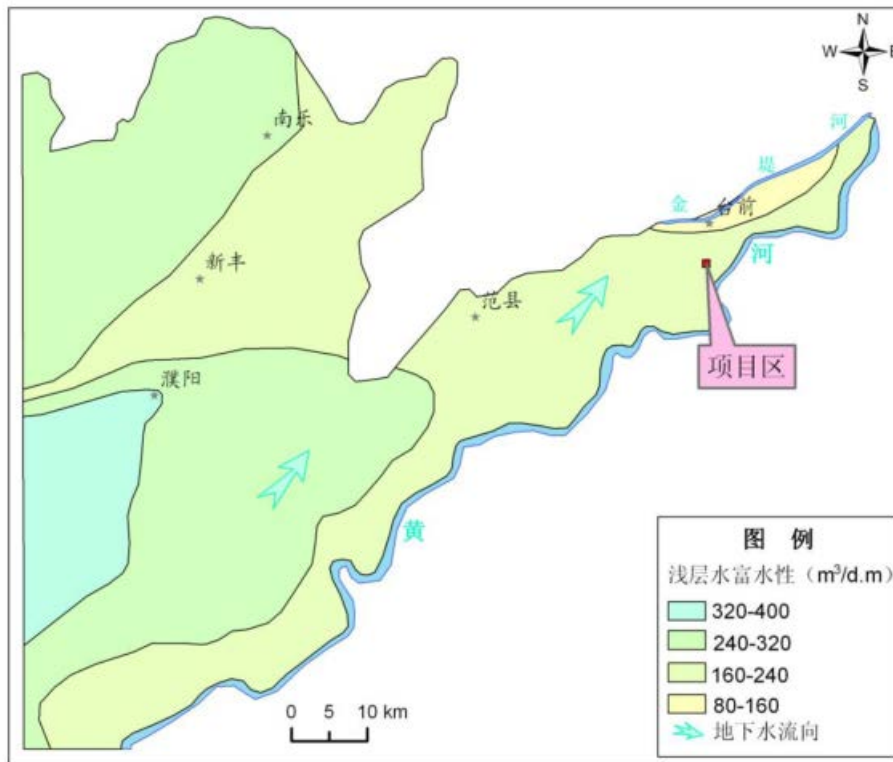 N
W E
S
南乐
河
堤
金
台前
新丰
河
范县
项目区
濮阳
黄
图 例
浅层水富水性（m³/d.m）
320-400
240-320
160-240
80-160
地下水流向
0 5 10 km